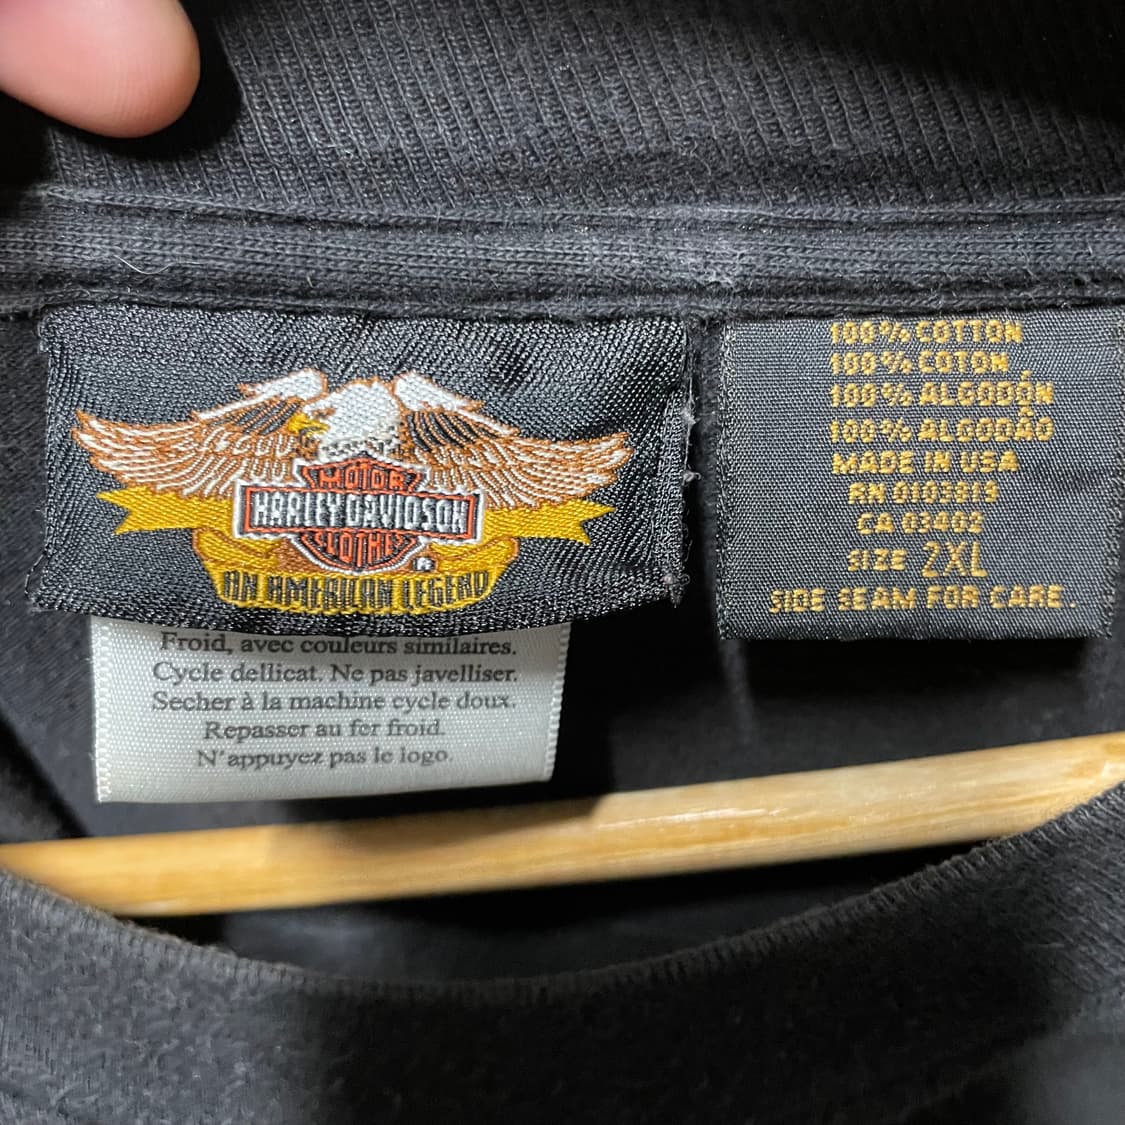 MOTOR
HARLEY-DAVIDSON
CLOTHES
®
AN AMERICAN LEGEND
Froid, avec couleurs similaires.
Cycle dellicat. Ne pas javelliser.
Secher à la machine cycle doux.
Repasser au fer froid.
N'appuyez pas le logo.
100% COTTON
100% COTON
100% ALGODÓN
100% ALGODÃO
MADE IN USA
RN 0103819
CA 03402
SIZE 2XL
SIDE SEAM FOR CARE.